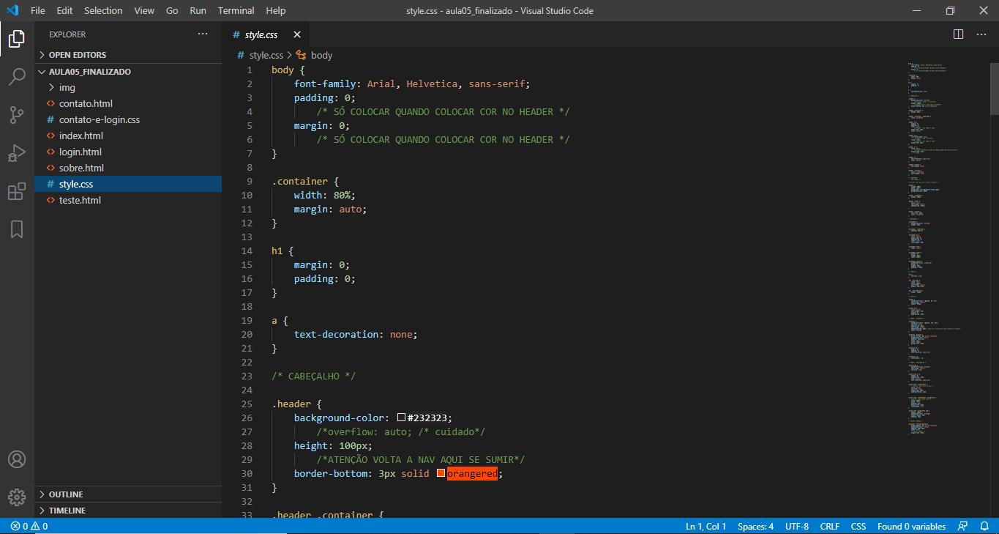 File Edit Selection View Go Run Terminal Help
style.css - aula05_finalizado - Visual Studio Code
EXPLORER
OPEN EDITORS
AULA05_FINALIZADO
img
contato.html
contato-e-login.css
index.html
login.html
sobre.html
style.css
teste.html
OUTLINE
TIMELINE
# style.css
# style.css > body
1 body {
2 font-family: Arial, Helvetica, sans-serif;
3 padding: 0;
4 /* SÓ COLOCAR QUANDO COLOCAR COR NO HEADER */
5 margin: 0;
6 /* SÓ COLOCAR QUANDO COLOCAR COR NO HEADER */
7 }
8
9 .container {
10 width: 80%;
11 margin: auto;
12 }
13
14 h1 {
15 margin: 0;
16 padding: 0;
17 }
18
19 a {
20 text-decoration: none;
21 }
22
23 /* CABEÇALHO */
24
25 .header {
26 background-color: #232323;
27 /*overflow: auto; /* cuidado*/
28 height: 100px;
29 /*ATENÇÃO VOLTA A NAV AQUI SE SUMIR*/
30 border-bottom: 3px solid orangered;
31 }
32
33 .header .container {
0 0
Ln 1, Col 1 Spaces: 4 UTF-8 CRLF CSS Found 0 variables